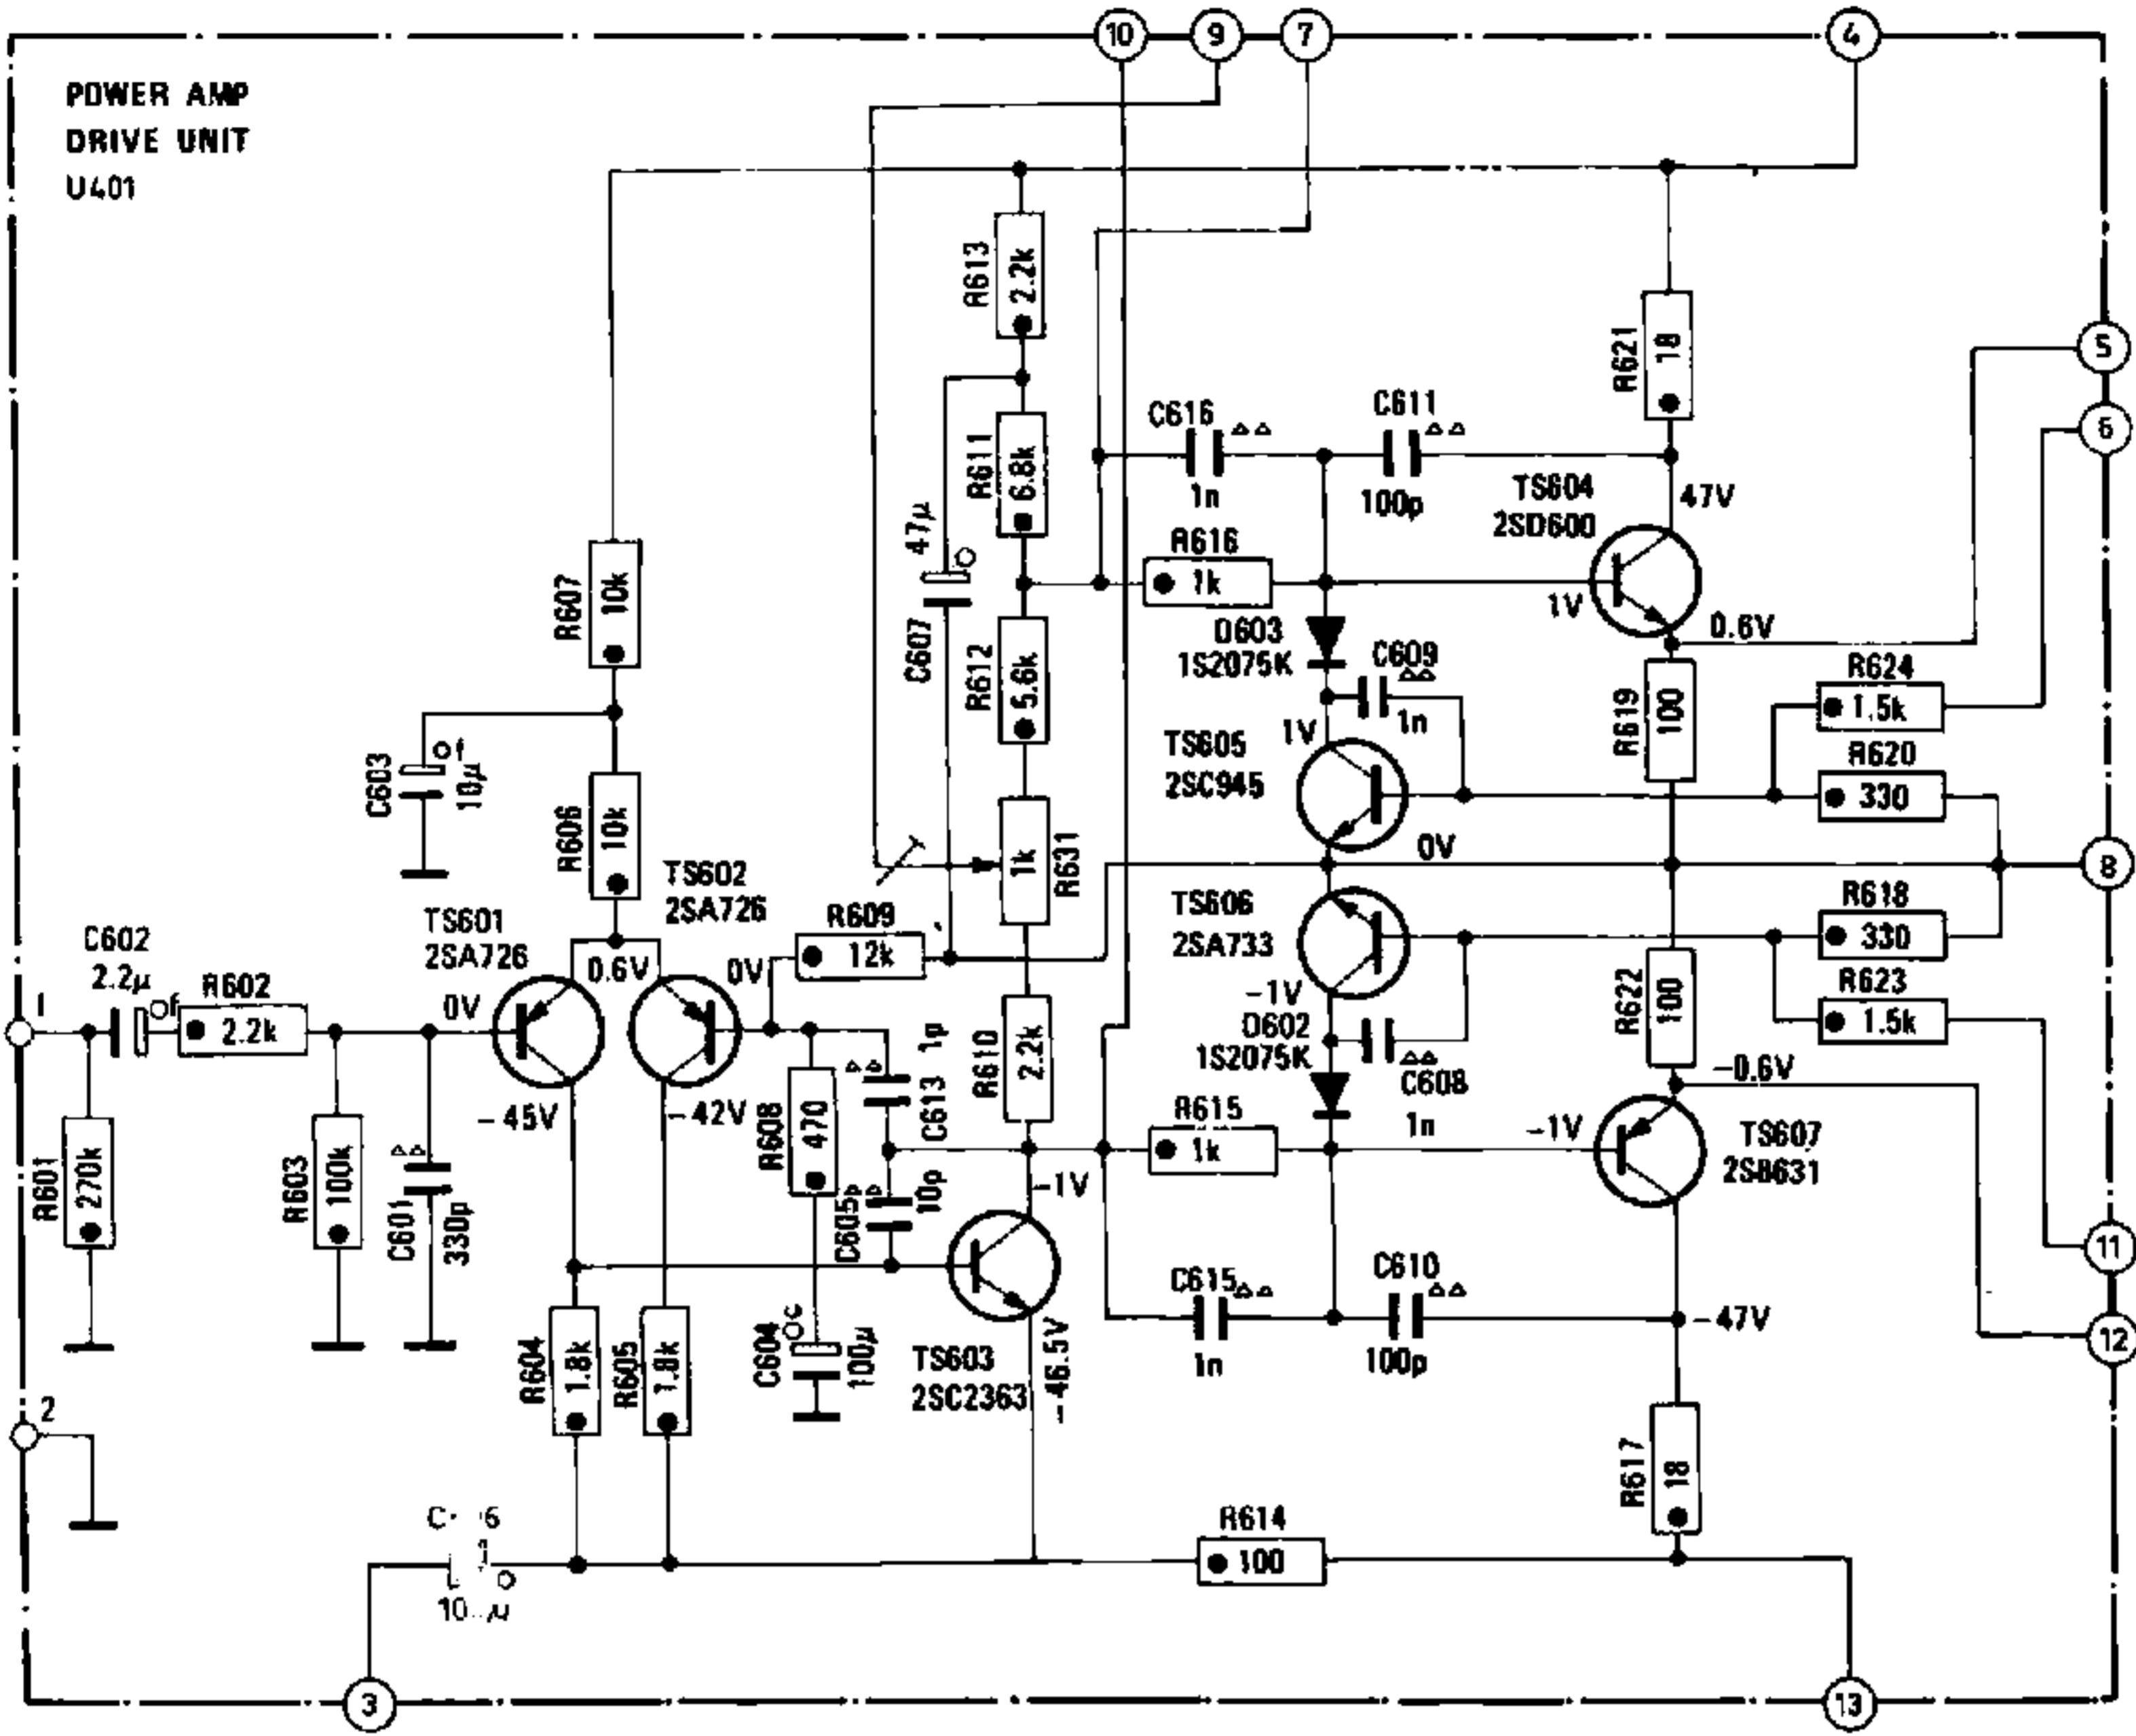 10
9
7
4
POWER AMP
DRIVE UNIT
U401
R613
2.2k
R621
18
5
6
C616
1n
C611
100p
R611
6.8k
TS604
2SD600
47V
47µ
C607
R616
1k
1V
0.6V
R607
10k
D603
1S2075K
C609
1n
R612
5.6k
R624
1.5k
R619
100
TS605
2SC945
1V
R620
330
C603
10µ
R606
10k
0V
8
TS602
2SA726
1k
R631
TS606
2SA733
R618
330
TS601
2SA726
R609
12k
C602
2.2µ
0.6V
0V
R622
100
R623
1.5k
1
R602
2.2k
0V
-1V
D602
1S2075K
C608
1n
R610
2.2k
C613
1p
-0.6V
-45V
-42V
R608
470
R615
1k
-1V
TS607
2SB631
R601
270k
R603
100k
C601
330p
C605
10p
-1V
11
C615
1n
C610
100p
-47V
12
R604
1.8k
R605
1.8k
C604
100µ
TS603
2SC2363
-46.5V
2
R617
18
R614
100
3
13